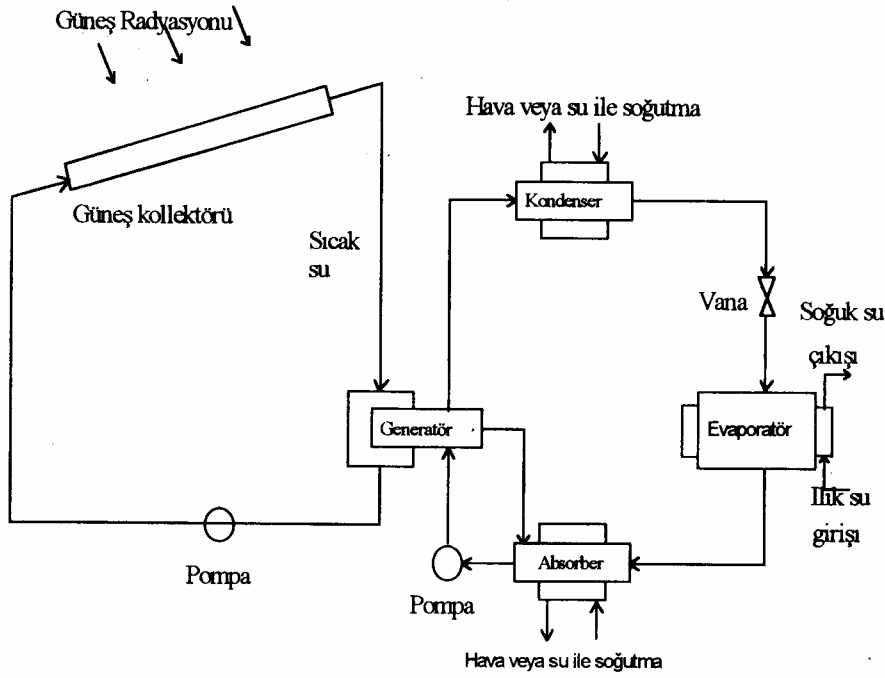 Güneş Radyasyonu
Hava veya su ile soğutma
Kondenser
Güneş kollektörü
Sıcak
su
Vana
Soğuk su
çıkışı
Generatör
Evaporatör
Ilık su
girişi
Absorber
Pompa
Pompa
Hava veya su ile soğutma